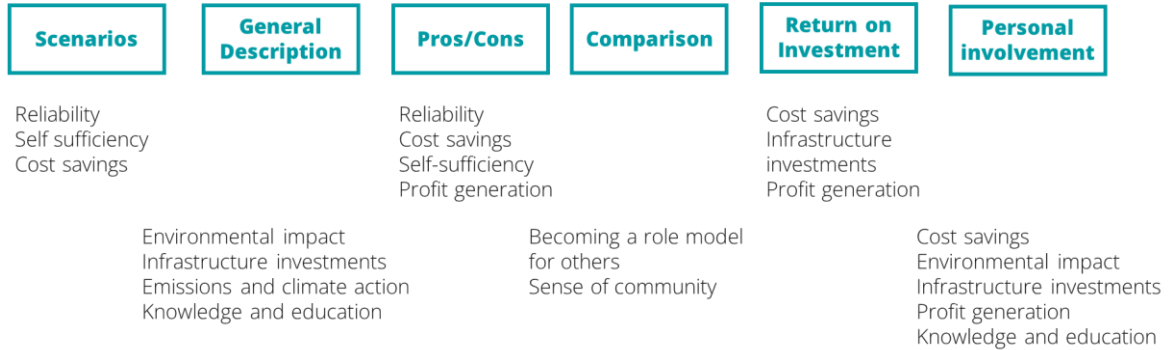 Scenarios
General
Description
Pros/Cons
Comparison
Return on
Investment
Personal
involvement
Reliability
Self sufficiency
Cost savings
Reliability
Cost savings
Self-sufficiency
Profit generation
Cost savings
Infrastructure
investments
Profit generation
Environmental impact
Infrastructure investments
Emissions and climate action
Knowledge and education
Becoming a role model
for others
Sense of community
Cost savings
Environmental impact
Infrastructure investments
Profit generation
Knowledge and education